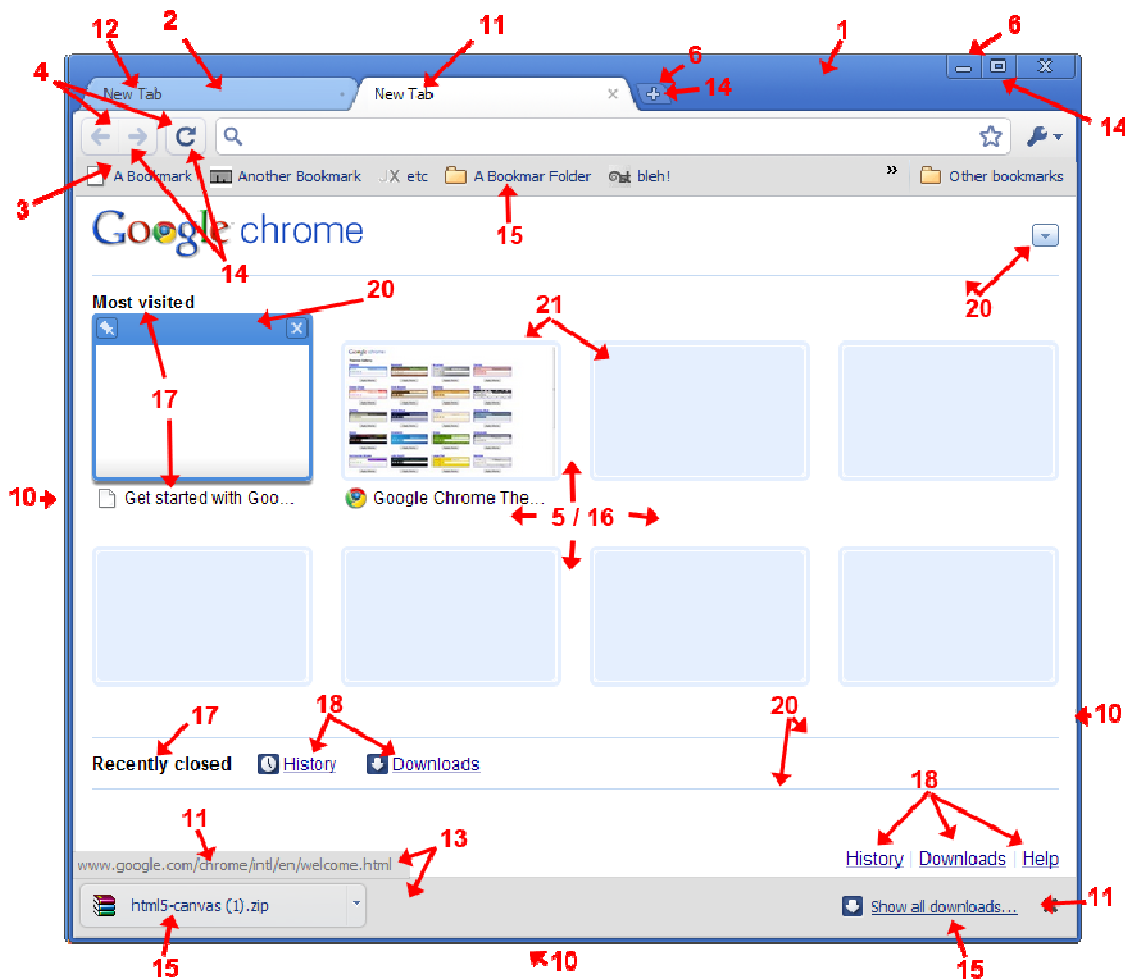 12 2 11 6 1 6
4
New Tab New Tab 14
14
3 A Bookmark Another Bookmark etc A Bookmar Folder bleh! » Other bookmarks
Google chrome 15
14 20
Most visited 20 21 20
17
10 Get started with Goo... Google Chrome The...
5 / 16
17 18 20 10
Recently closed History Downloads
18
11 13
www.google.com/chrome/intl/en/welcome.html History Downloads Help
html5-canvas (1).zip Show all downloads... 11
15 10 15